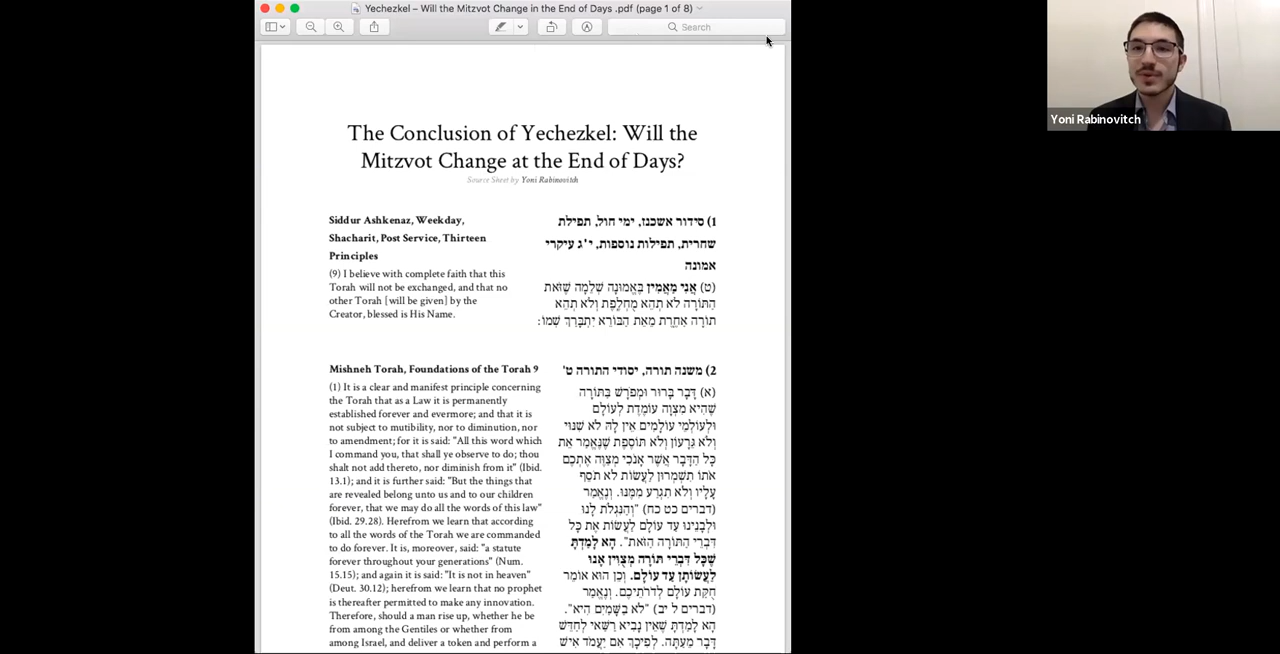 Yechezkel – Will the Mitzvot Change in the End of Days .pdf (page 1 of 8)
Search
Yoni Rabinovitch
The Conclusion of Yechezkel: Will the
Mitzvot Change at the End of Days?
Source Sheet by Yoni Rabinovitch
Siddur Ashkenaz, Weekday,
Shacharit, Post Service, Thirteen
Principles
(9) I believe with complete faith that this
Torah will not be exchanged, and that no
other Torah [will be given] by the
Creator, blessed is His Name.
1) סידור אשכנז, ימי חול, תפילת
שחרית, תפילות נוספות, י"ג עיקרי
אמונה
(ט) אֲנִי מַאֲמִין בֶּאֱמוּנָה שְׁלֵמָה שֶׁזֹּאת
הַתּוֹרָה לֹא תְהֵא מֻחְלֶפֶת וְלֹא תְהֵא
תוֹרָה אַחֶרֶת מֵאֵת הַבּוֹרֵא יִתְבָּרַךְ שְׁמוֹ:
Mishneh Torah, Foundations of the Torah 9
(1) It is a clear and manifest principle concerning
the Torah that as a Law it is permanently
established forever and evermore; and that it is
not subject to mutibility, nor to diminution, nor
to amendment; for it is said: "All this word which
I command you, that shall ye observe to do; thou
shalt not add thereto, nor diminish from it" (Ibid.
13.1); and it is further said: "But the things that
are revealed belong unto us and to our children
forever, that we may do all the words of this law"
(Ibid. 29.28). Herefrom we learn that according
to all the words of the Torah we are commanded
to do forever. It is, moreover, said: "a statute
forever throughout your generations" (Num.
15.15); and again it is said: "It is not in heaven"
(Deut. 30.12); herefrom we learn that no prophet
is thereafter permitted to make any innovation.
Therefore, should a man rise up, whether he be
from among the Gentiles or whether from
among Israel, and deliver a token and perform a
2) משנה תורה, יסודי התורה ט'
(א) דָּבָר בָּרוּר וּמְפֹרָשׁ בַּתּוֹרָה
שֶׁהִיא מִצְוָה עוֹמֶדֶת לְעוֹלָם
וּלְעוֹלְמֵי עוֹלָמִים אֵין לָהּ לֹא שִׁנּוּי
וְלֹא גֵּרָעוֹן וְלֹא תּוֹסֶפֶת שֶׁנֶּאֱמַר אֵת
כָּל הַדָּבָר אֲשֶׁר אָנֹכִי מְצַוֶּה אֶתְכֶם
אֹתוֹ תִשְׁמְרוּן לַעֲשׂוֹת לֹא תֹסֵף
עָלָיו וְלֹא תִגְרַע מִמֶּנּוּ. וְנֶאֱמַר
(דברים כט כח) "וְהַנִּגְלֹת לָנוּ
וּלְבָנֵינוּ עַד עוֹלָם לַעֲשׂוֹת אֶת כָּל
דִּבְרֵי הַתּוֹרָה הַזֹּאת". הָא לָמַדְתָּ
שֶׁכָּל דִּבְרֵי תּוֹרָה מְצֻוִּין אָנוּ
לַעֲשׂוֹתָן עַד עוֹלָם. וְכֵן הוּא אוֹמֵר
חֻקַּת עוֹלָם לְדֹרֹתֵיכֶם. וְנֶאֱמַר
(דברים ל יב) "לֹא בַשָּׁמַיִם הִיא".
הָא לָמַדְתָּ שֶׁאֵין נָבִיא רַשַּׁאי לְחַדֵּשׁ
דָּבָר מֵעַתָּה. לְפִיכָךְ אִם יַעֲמֹד אִישׁ